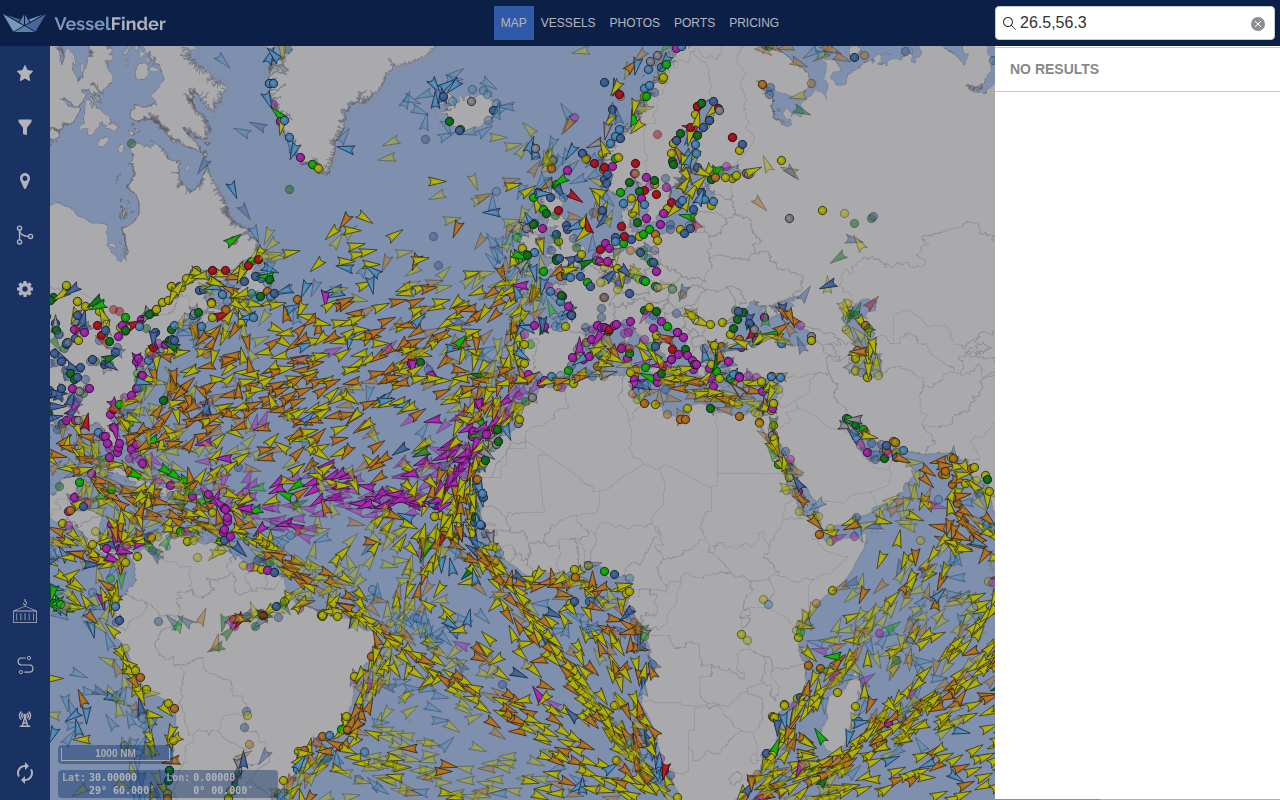 VesselFinder
MAP
VESSELS
PHOTOS
PORTS
PRICING
26.5,56.3
NO RESULTS
1000 NM
Lat: 30.00000 Lon: 0.00000
29° 60.000' 0° 00.000'